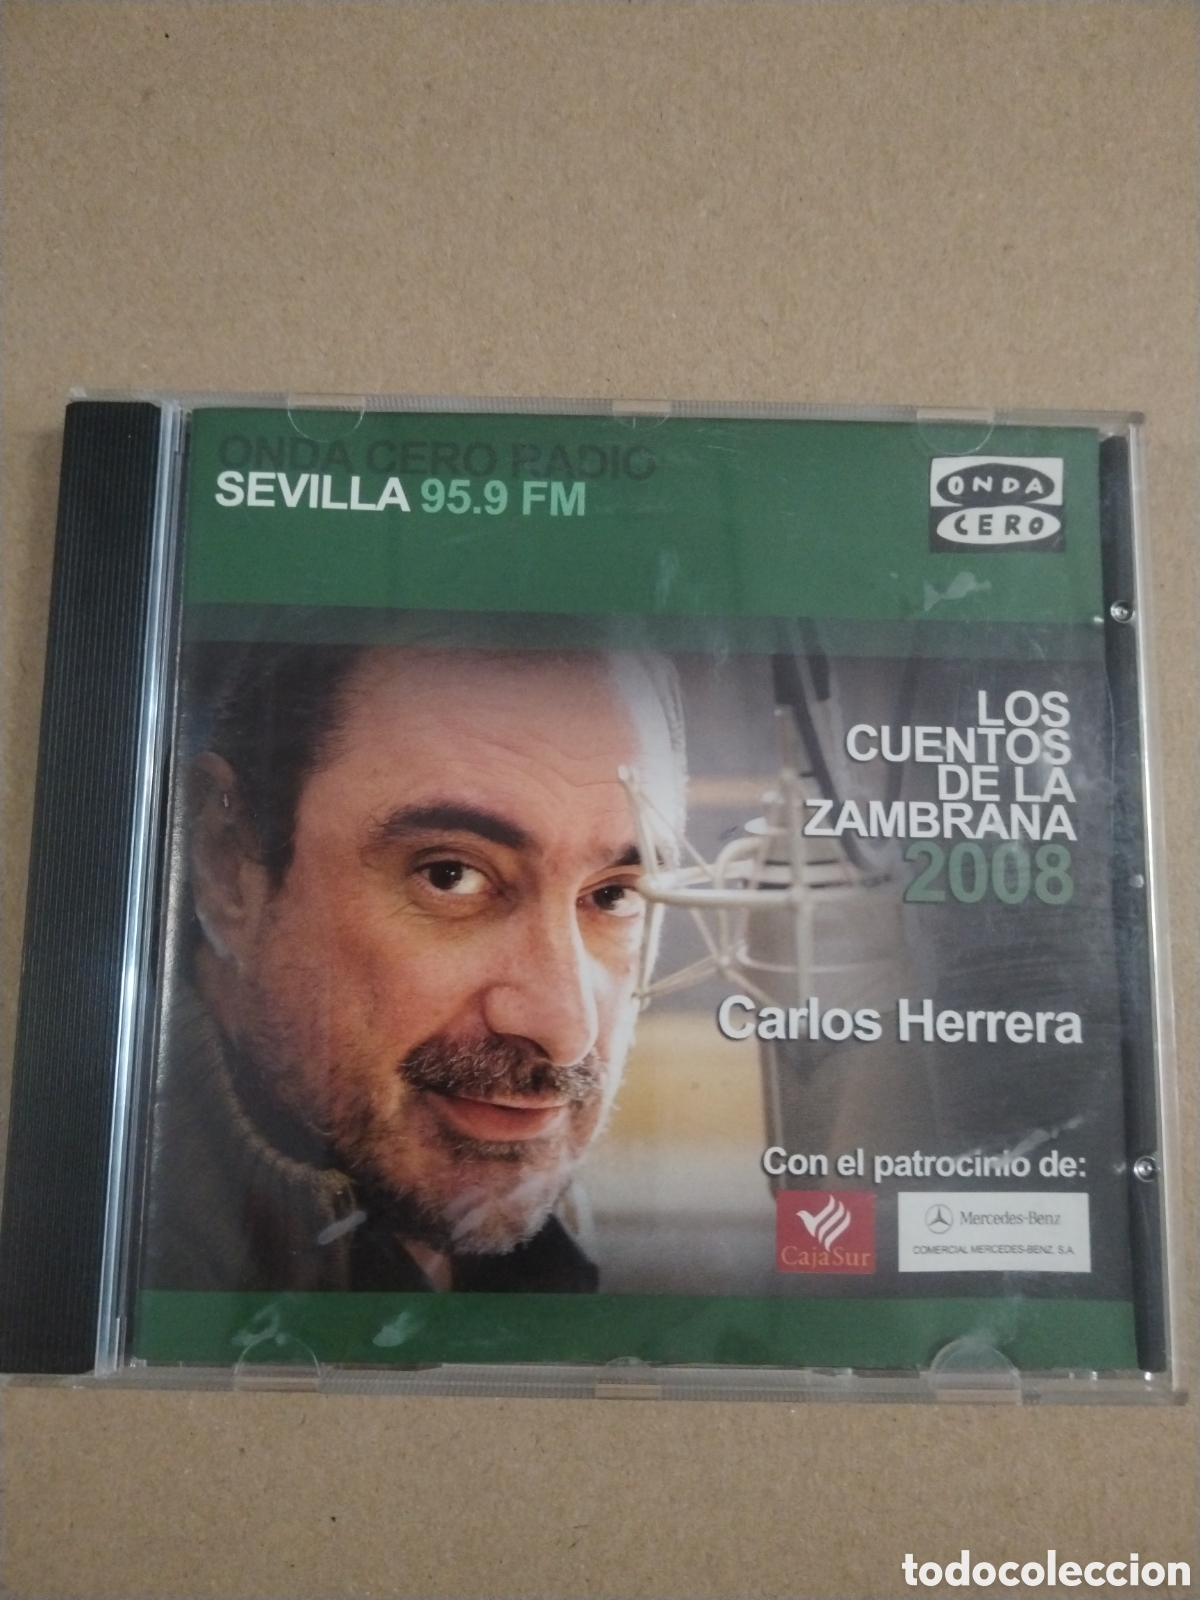 ONDA CERO RADIO
SEVILLA 95.9 FM
ONDA
CERO
LOS
CUENTOS
DE LA
ZAMBRANA
2008
Carlos Herrera
Con el patrocinio de:
CajaSur
Mercedes-Benz
COMERCIAL MERCEDES-BENZ, S.A.
todocoleccion